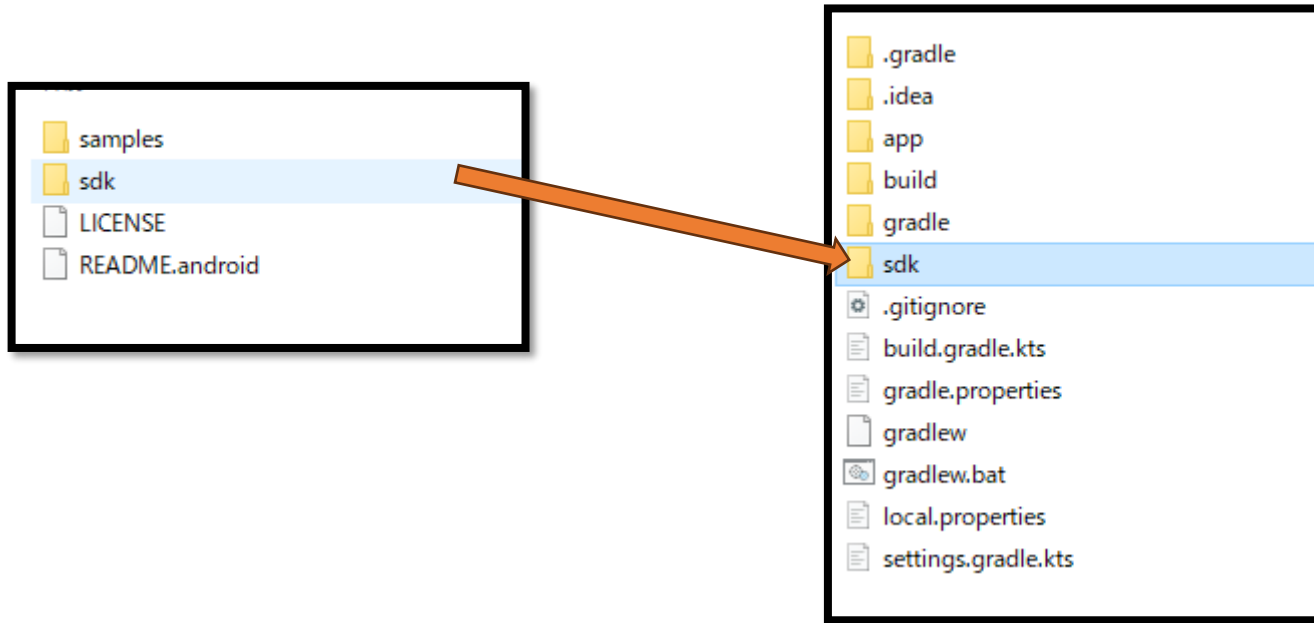 samples
sdk
LICENSE
README.android
.gradle
.idea
app
build
gradle
sdk
.gitignore
build.gradle.kts
gradle.properties
gradlew
gradlew.bat
local.properties
settings.gradle.kts